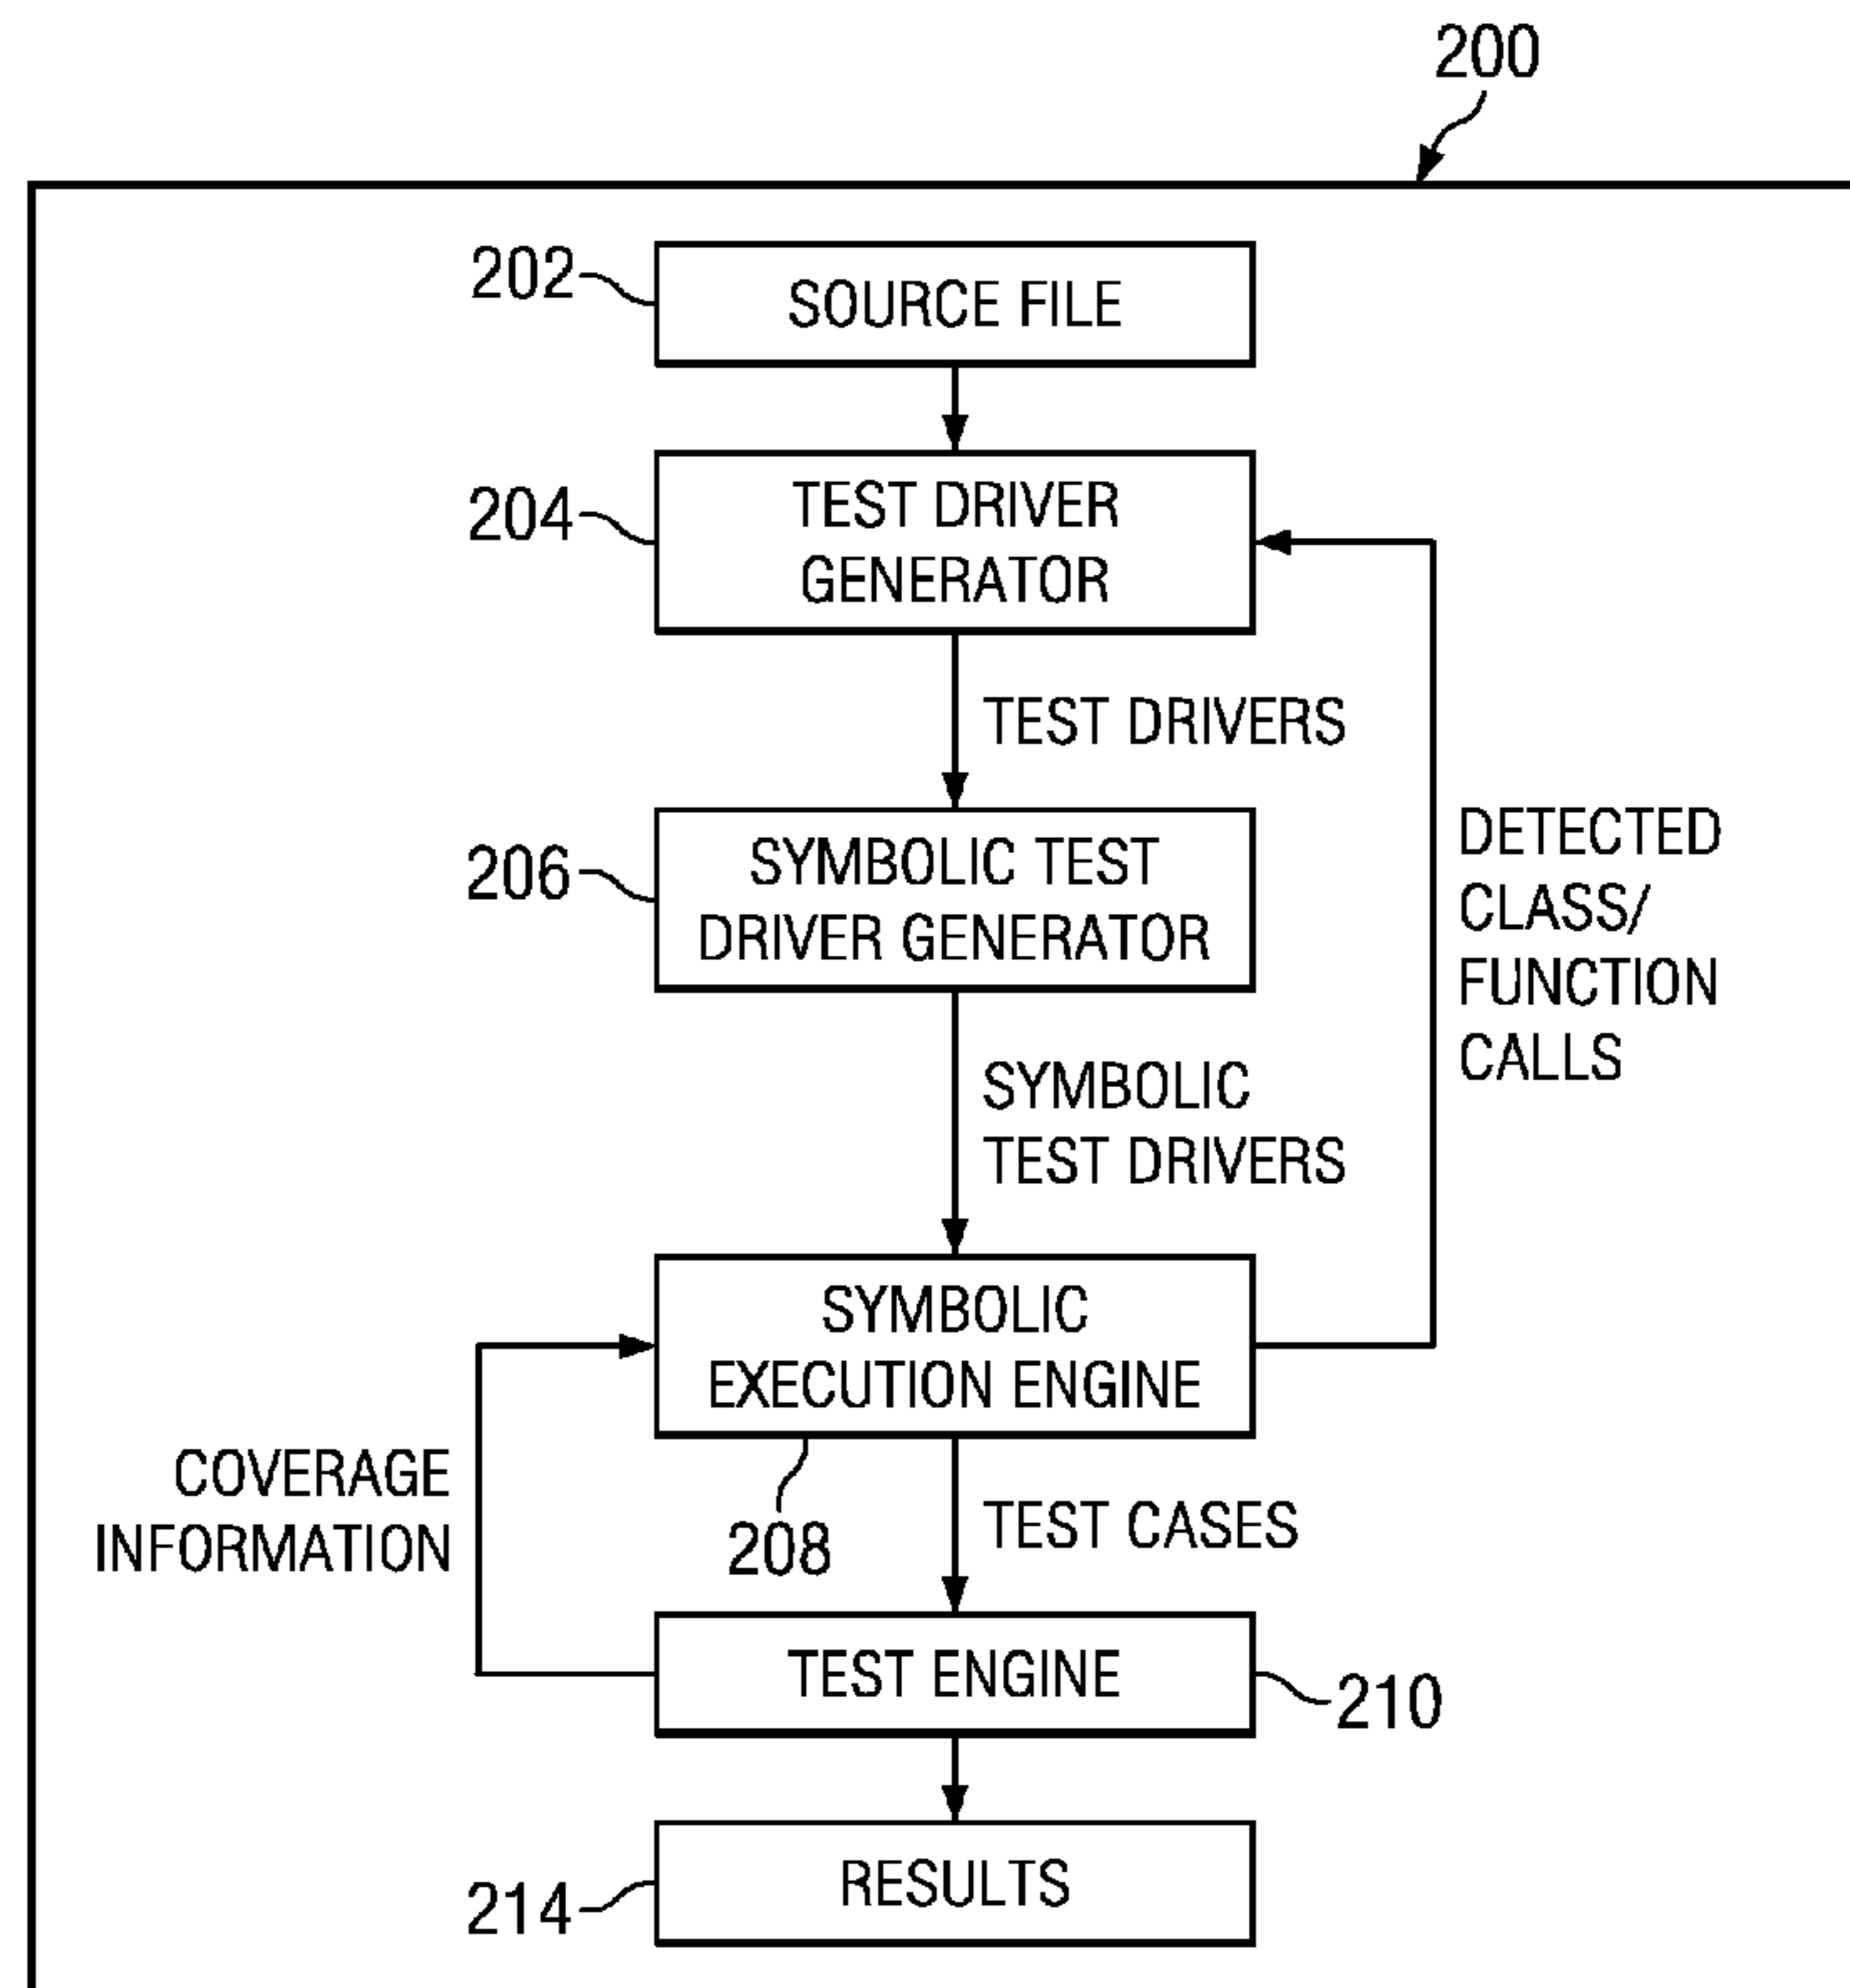 200
202
SOURCE FILE
204
TEST DRIVER
GENERATOR
TEST DRIVERS
206
SYMBOLIC TEST
DRIVER GENERATOR
DETECTED
CLASS/
FUNCTION
CALLS
SYMBOLIC
TEST DRIVERS
SYMBOLIC
EXECUTION ENGINE
COVERAGE
INFORMATION
208
TEST CASES
TEST ENGINE
210
RESULTS
214